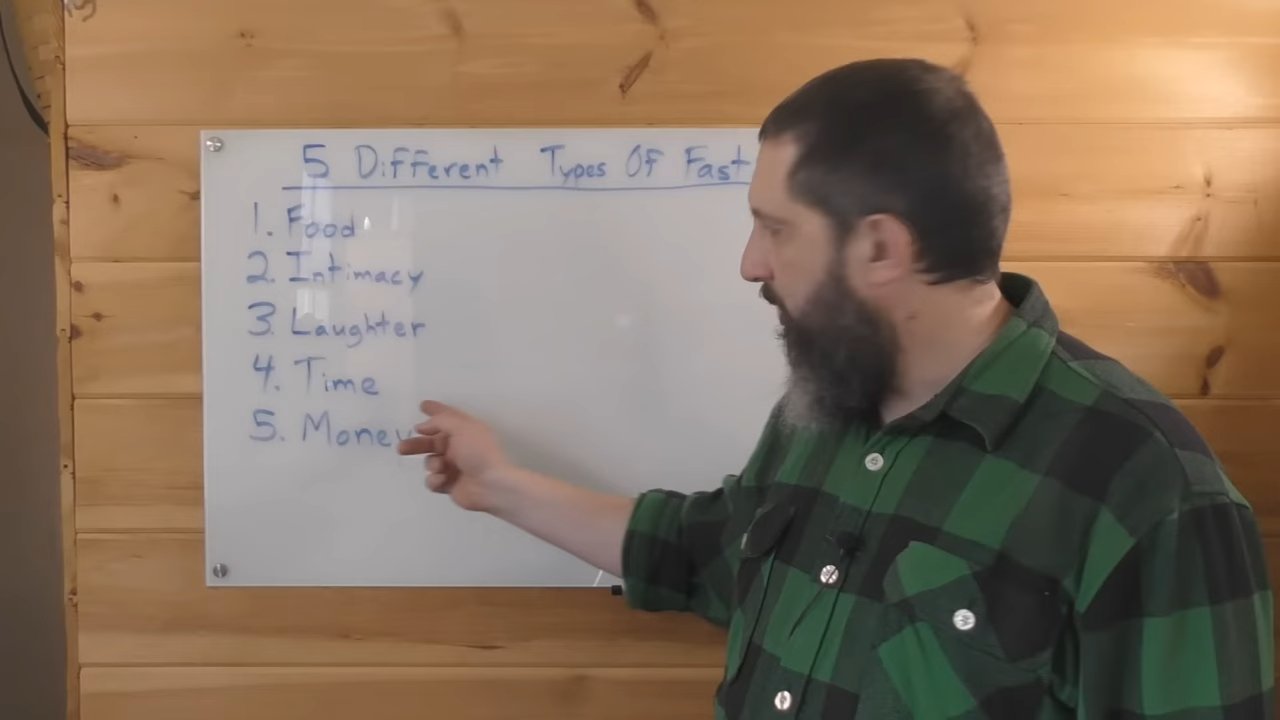 5 Different Types Of Fast
1. Food
2. Intimacy
3. Laughter
4. Time
5. Money